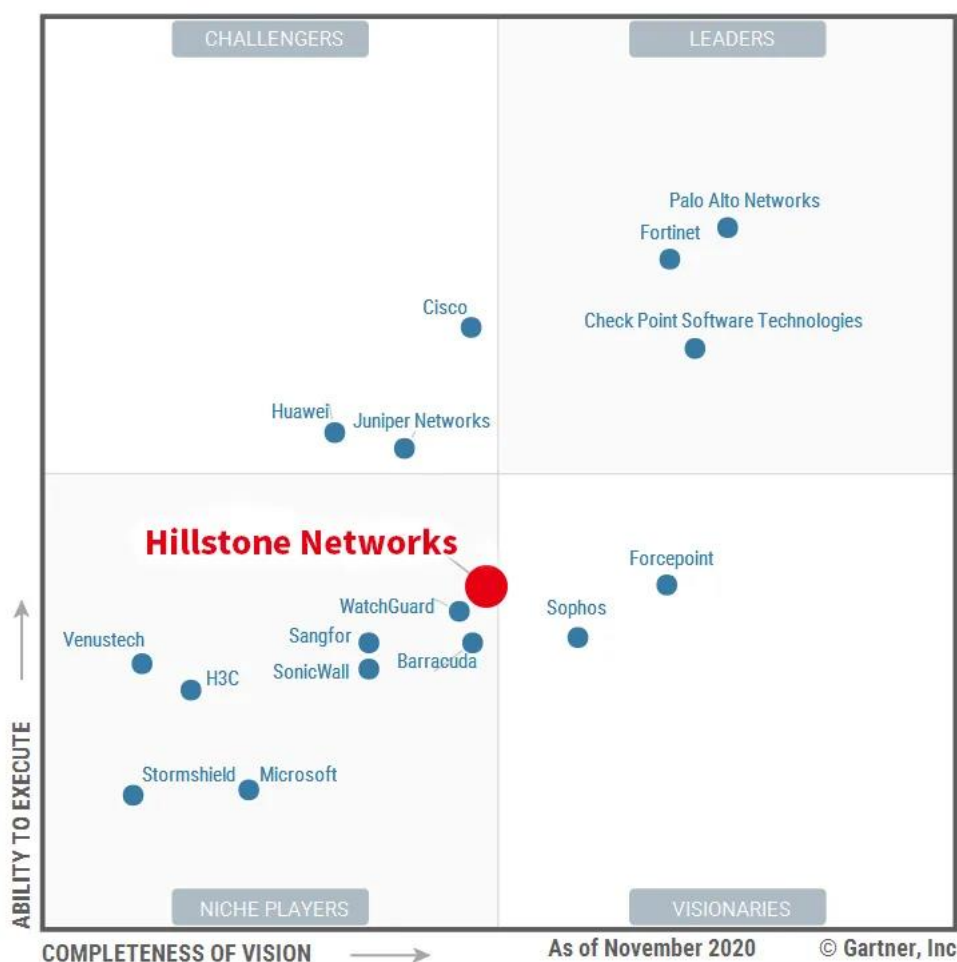 CHALLENGERS
LEADERS
Palo Alto Networks
Fortinet
Cisco
Check Point Software Technologies
Huawei
Juniper Networks
Hillstone Networks
Forcepoint
WatchGuard
Sophos
Venustech
Sangfor
Barracuda
SonicWall
H3C
Stormshield
Microsoft
ABILITY TO EXECUTE
NICHE PLAYERS
VISIONARIES
COMPLETENESS OF VISION
As of November 2020
© Gartner, Inc